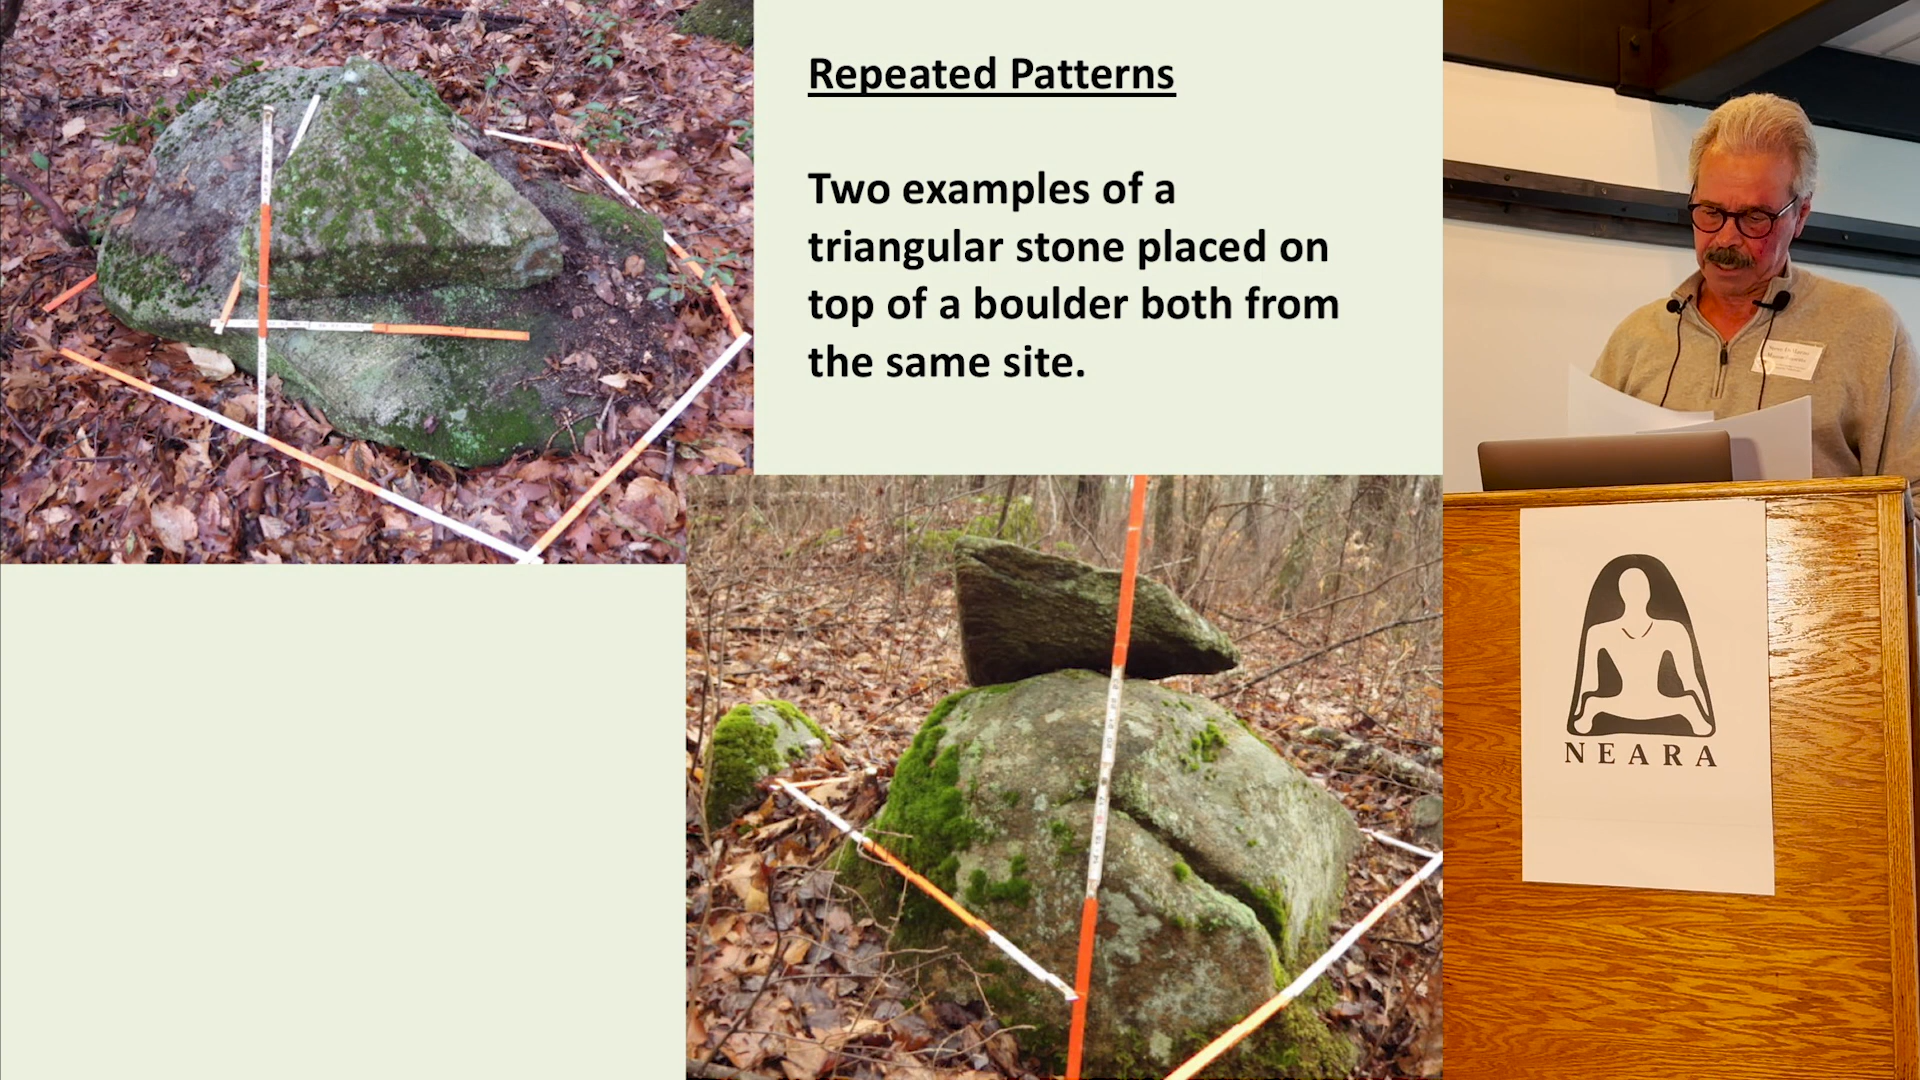 Repeated Patterns
Two examples of a
triangular stone placed on
top of a boulder both from
the same site.
NEARA